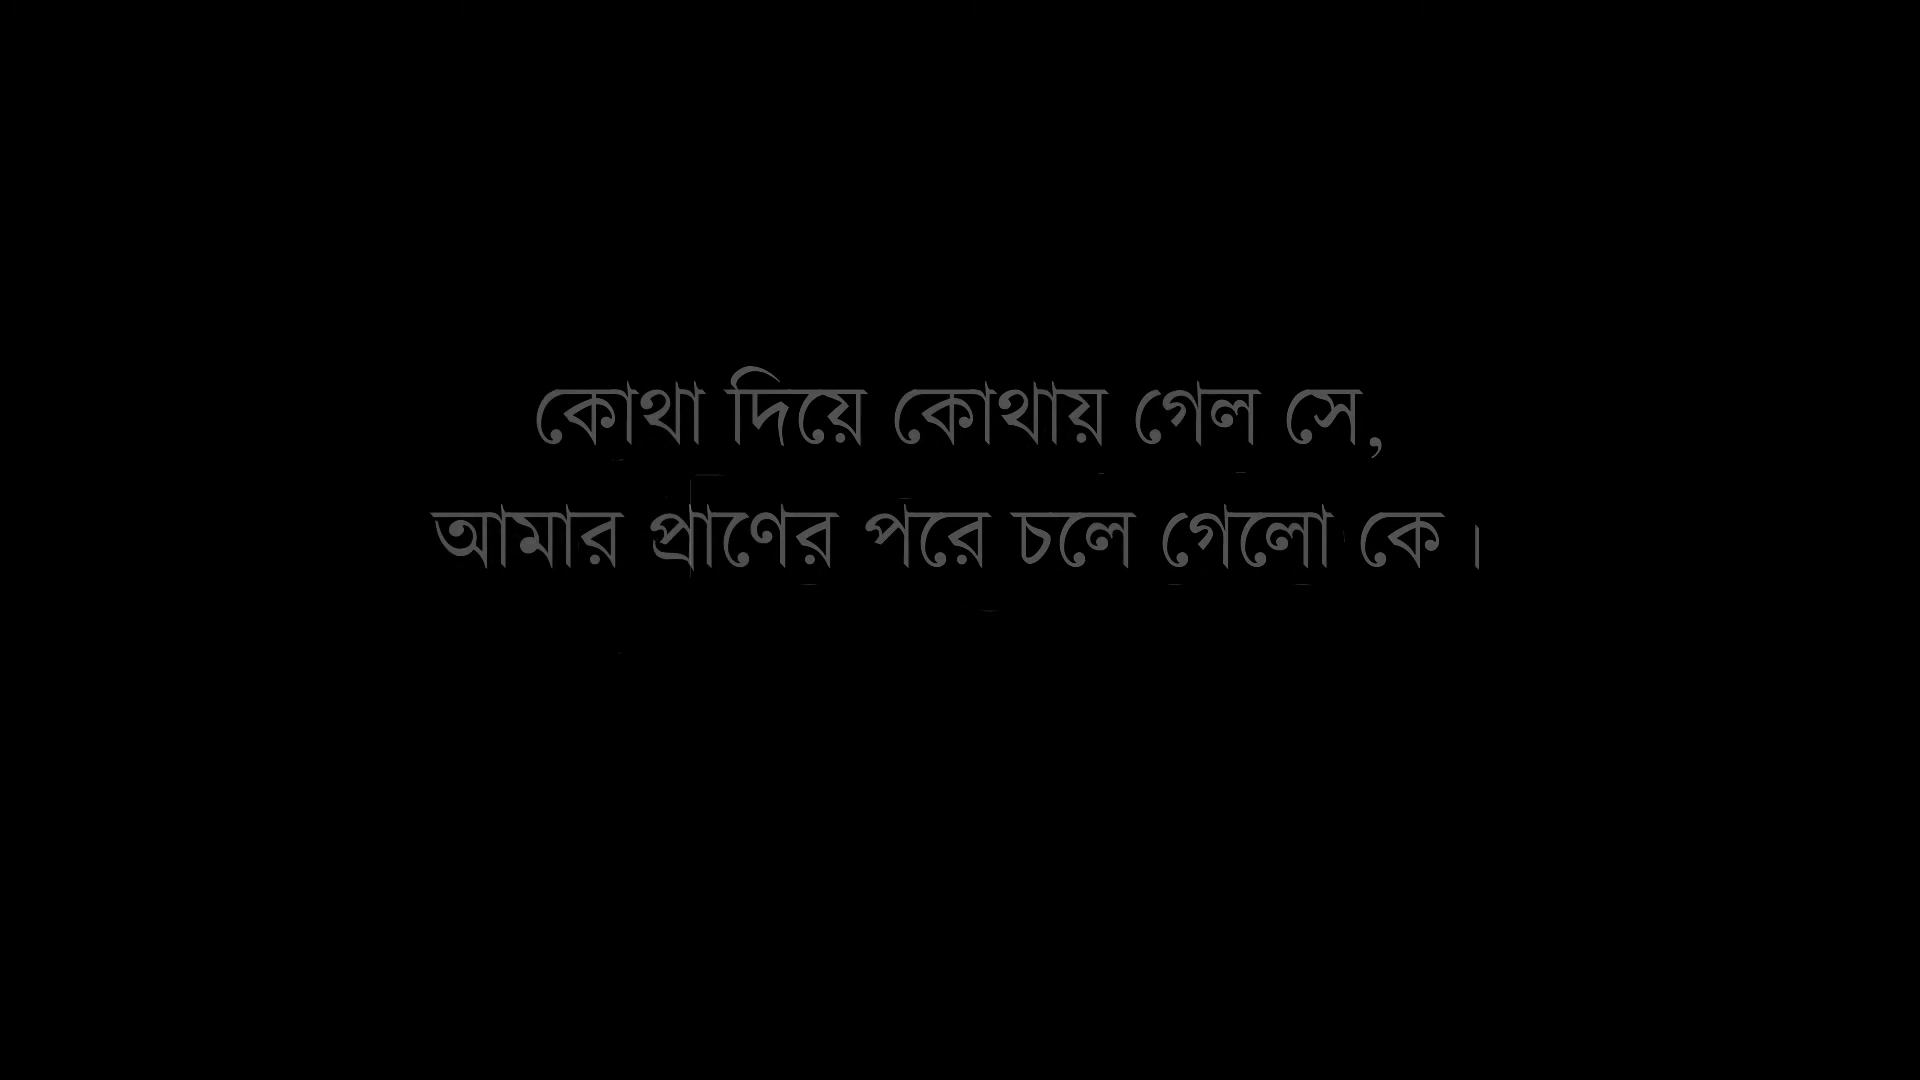 কোথা দিয়ে কোথায় গেল সে,
আমার প্রাণের পরে চলে গেলো কে।